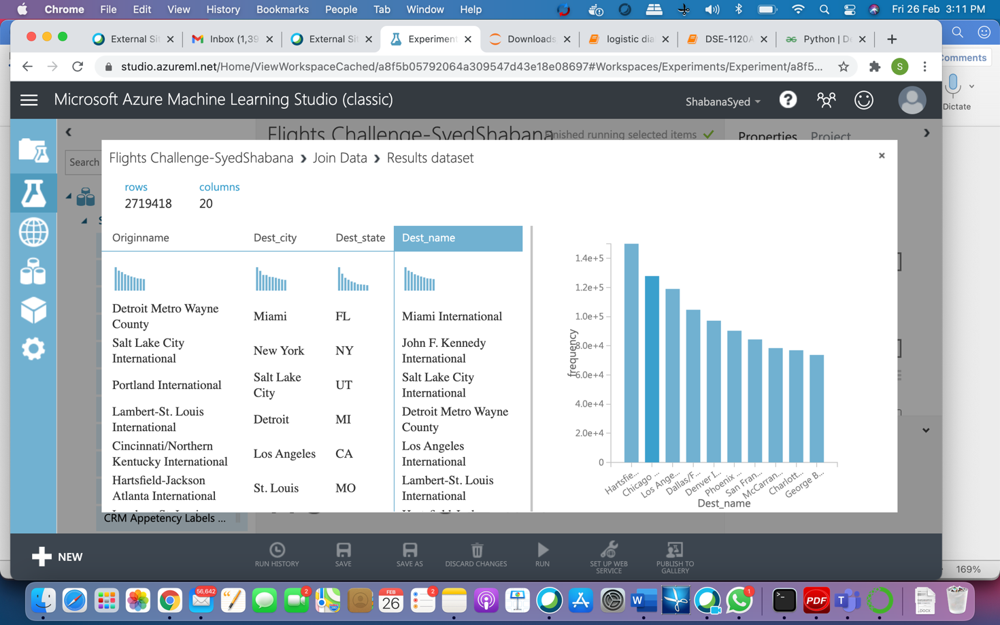 Chrome File Edit View History Bookmarks People Tab Window Help Fri 26 Feb 3:11 PM
External Sit Inbox (1,39 External Sit Experiment Downloads logistic dia DSE-1120A Python | De
studio.azureml.net/Home/ViewWorkspaceCached/a8f5b05792064a309547d43e18e08697#Workspaces/Experiments/Experiment/a8f5...
S
omments
Dictate
Microsoft Azure Machine Learning Studio (classic)
ShabanaSyed
Flights Challenge-SyedShabana
Finished running selected items
Properties Project
Search
Flights Challenge-SyedShabana > Join Data > Results dataset
rows columns
2719418 20
Originname Dest_city Dest_state Dest_name
Detroit Metro Wayne County Miami FL Miami International
Salt Lake City International New York NY John F. Kennedy International
Portland International Salt Lake City UT Salt Lake City International
Lambert-St. Louis International Detroit MI Detroit Metro Wayne County
Cincinnati/Northern Kentucky International Los Angeles CA Los Angeles International
Hartsfield-Jackson Atlanta International St. Louis MO Lambert-St. Louis International
frequency
1.4e+5
1.2e+5
1.0e+5
8.0e+4
6.0e+4
4.0e+4
2.0e+4
0
Hartsfie... Chicago ... Los Ange... Dallas/F... Denver I... Phoenix ... San Fran... McCarran... Charlott... George B...
Dest_name
CRM Appetency Labels ...
NEW
RUN HISTORY
SAVE
SAVE AS
DISCARD CHANGES
RUN
SET UP WEB SERVICE
PUBLISH TO GALLERY
169%
56,642
2
FEB
26
2
W
1
PDF
T
.DOCX